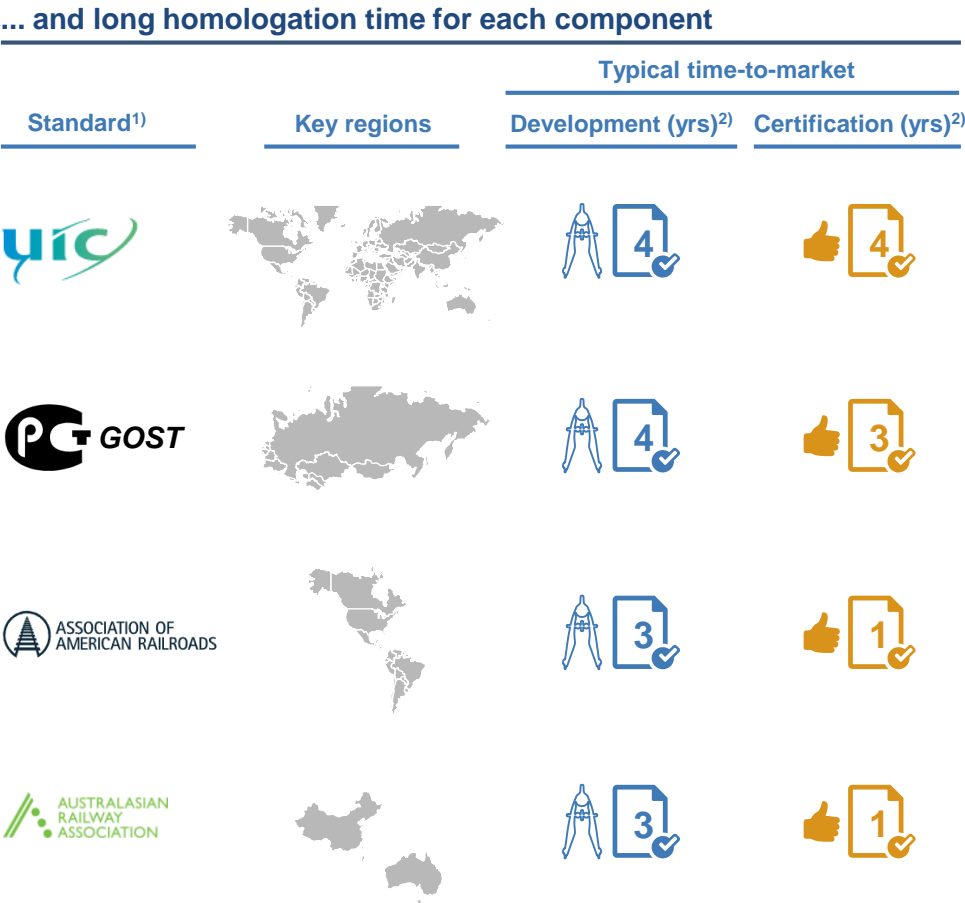 ... and long homologation time for each component
Typical time-to-market
Standard1) Key regions Development (yrs)2) Certification (yrs)2)
uic 4 4
РСТ GOST 4 3
ASSOCIATION OF
AMERICAN RAILROADS 3 1
AUSTRALASIAN
RAILWAY
ASSOCIATION 3 1